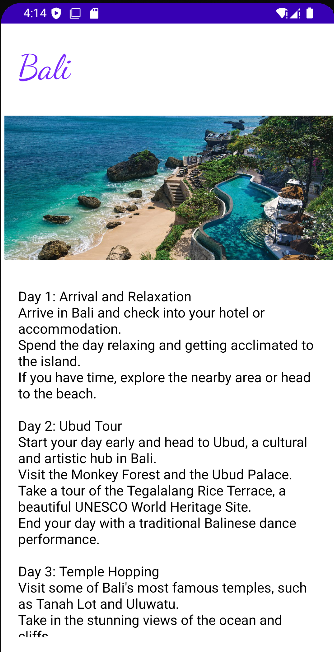 4:14
Bali
Day 1: Arrival and Relaxation
Arrive in Bali and check into your hotel or
accommodation.
Spend the day relaxing and getting acclimated to
the island.
If you have time, explore the nearby area or head
to the beach.
Day 2: Ubud Tour
Start your day early and head to Ubud, a cultural
and artistic hub in Bali.
Visit the Monkey Forest and the Ubud Palace.
Take a tour of the Tegalalang Rice Terrace, a
beautiful UNESCO World Heritage Site.
End your day with a traditional Balinese dance
performance.
Day 3: Temple Hopping
Visit some of Bali's most famous temples, such
as Tanah Lot and Uluwatu.
Take in the stunning views of the ocean and
cliffs